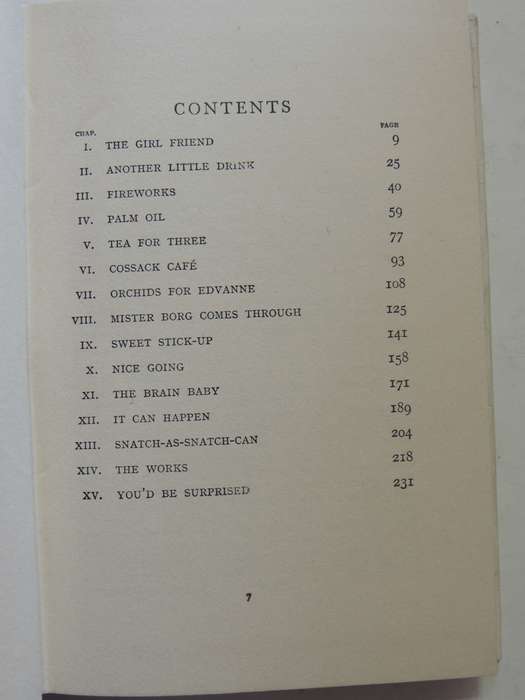 CONTENTS
CHAP. PAGE
I. THE GIRL FRIEND 9
II. ANOTHER LITTLE DRINK 25
III. FIREWORKS 40
IV. PALM OIL 59
V. TEA FOR THREE 77
VI. COSSACK CAFÉ 93
VII. ORCHIDS FOR EDVANNE 108
VIII. MISTER BORG COMES THROUGH 125
IX. SWEET STICK-UP 141
X. NICE GOING 158
XI. THE BRAIN BABY 171
XII. IT CAN HAPPEN 189
XIII. SNATCH-AS-SNATCH-CAN 204
XIV. THE WORKS 218
XV. YOU'D BE SURPRISED 231
7